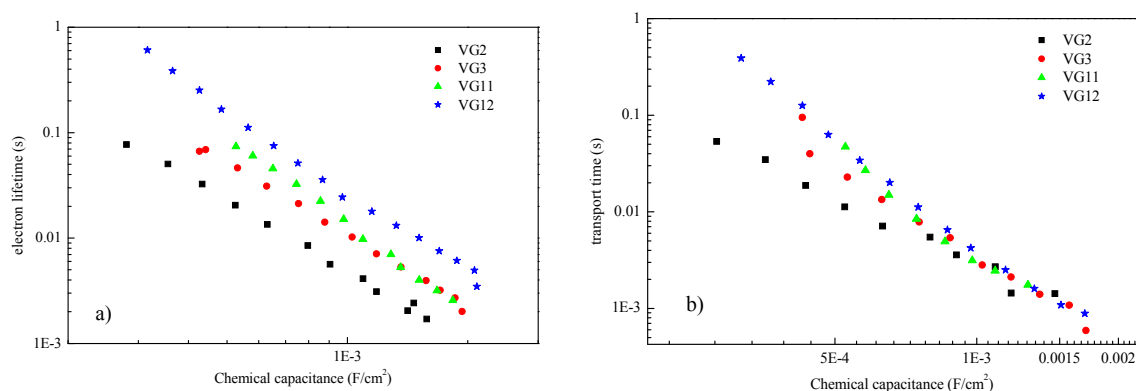 1
0.1
0.01
1E-3
electron lifetime (s)
VG2
VG3
VG11
VG12
a)
1E-3
Chemical capacitance (F/cm²)
1
0.1
0.01
1E-3
transport time (s)
VG2
VG3
VG11
VG12
b)
5E-4 1E-3 0.0015 0.002
Chemical capacitance (F/cm²)